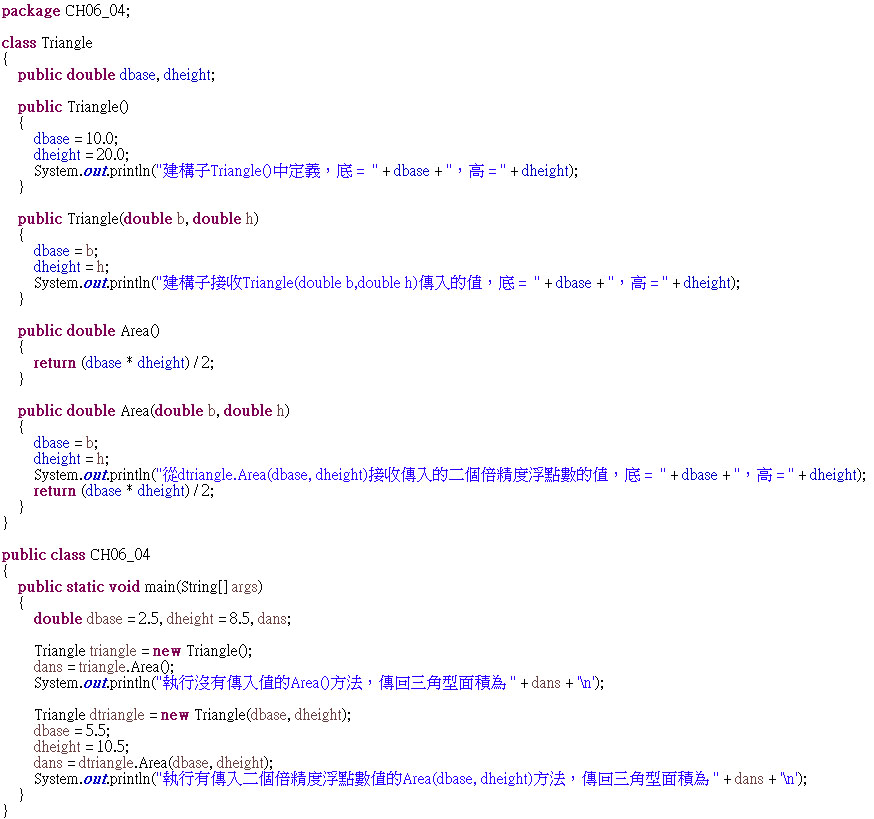 package CH06_04;
class Triangle
{
public double dbase, dheight;
public Triangle()
{
dbase = 10.0;
dheight = 20.0;
System.out.println("建構子Triangle()中定義，底 =  " + dbase + "，高 = " + dheight);
}
public Triangle(double b, double h)
{
dbase = b;
dheight = h;
System.out.println("建構子接收Triangle(double b,double h)傳入的值，底 =  " + dbase + "，高 = " + dheight);
}
public double Area()
{
return (dbase * dheight) / 2;
}
public double Area(double b, double h)
{
dbase = b;
dheight = h;
System.out.println("從dtriangle.Area(dbase, dheight)接收傳入的二個倍精度浮點數的值，底 =  " + dbase + "，高 = " + dheight);
return (dbase * dheight) / 2;
}
}
public class CH06_04
{
public static void main(String[] args)
{
double dbase = 2.5, dheight = 8.5, dans;
Triangle triangle = new Triangle();
dans = triangle.Area();
System.out.println("執行沒有傳入值的Area()方法，傳回三角型面積為 " + dans + '\n');
Triangle dtriangle = new Triangle(dbase, dheight);
dbase = 5.5;
dheight = 10.5;
dans = dtriangle.Area(dbase, dheight);
System.out.println("執行有傳入二個倍精度浮點數值的Area(dbase, dheight)方法，傳回三角型面積為 " + dans + '\n');
}
}